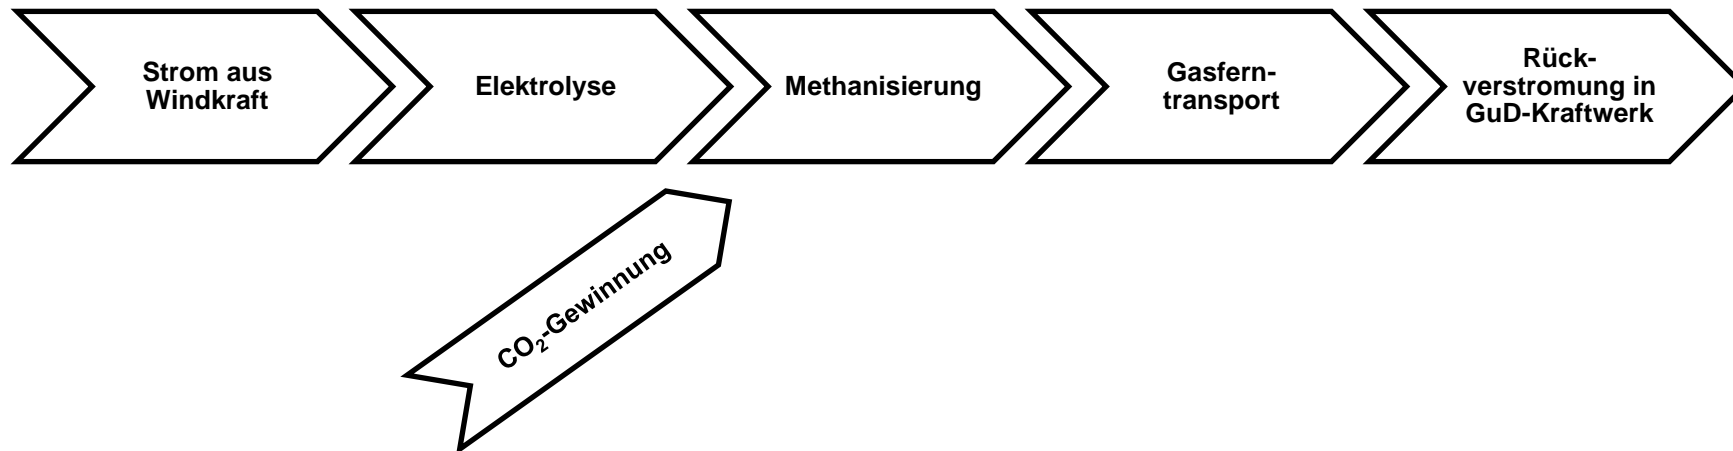 Strom aus
Windkraft
Elektrolyse
Methanisierung
Gasfern-
transport
Rück-
verstromung in
GuD-Kraftwerk
CO₂-Gewinnung